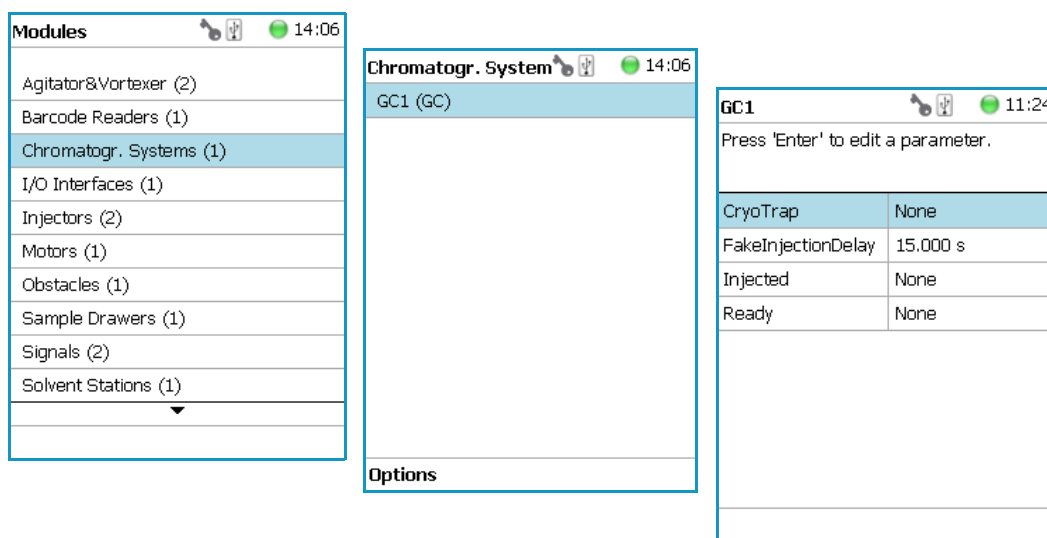 Modules 14:06
Agitator&Vortexer (2)
Barcode Readers (1)
Chromatogr. Systems (1)
I/O Interfaces (1)
Injectors (2)
Motors (1)
Obstacles (1)
Sample Drawers (1)
Signals (2)
Solvent Stations (1)
Chromatogr. System 14:06
GC1 (GC)
Options
GC1 11:24
Press 'Enter' to edit a parameter.
CryoTrap None
FakeInjectionDelay 15.000 s
Injected None
Ready None